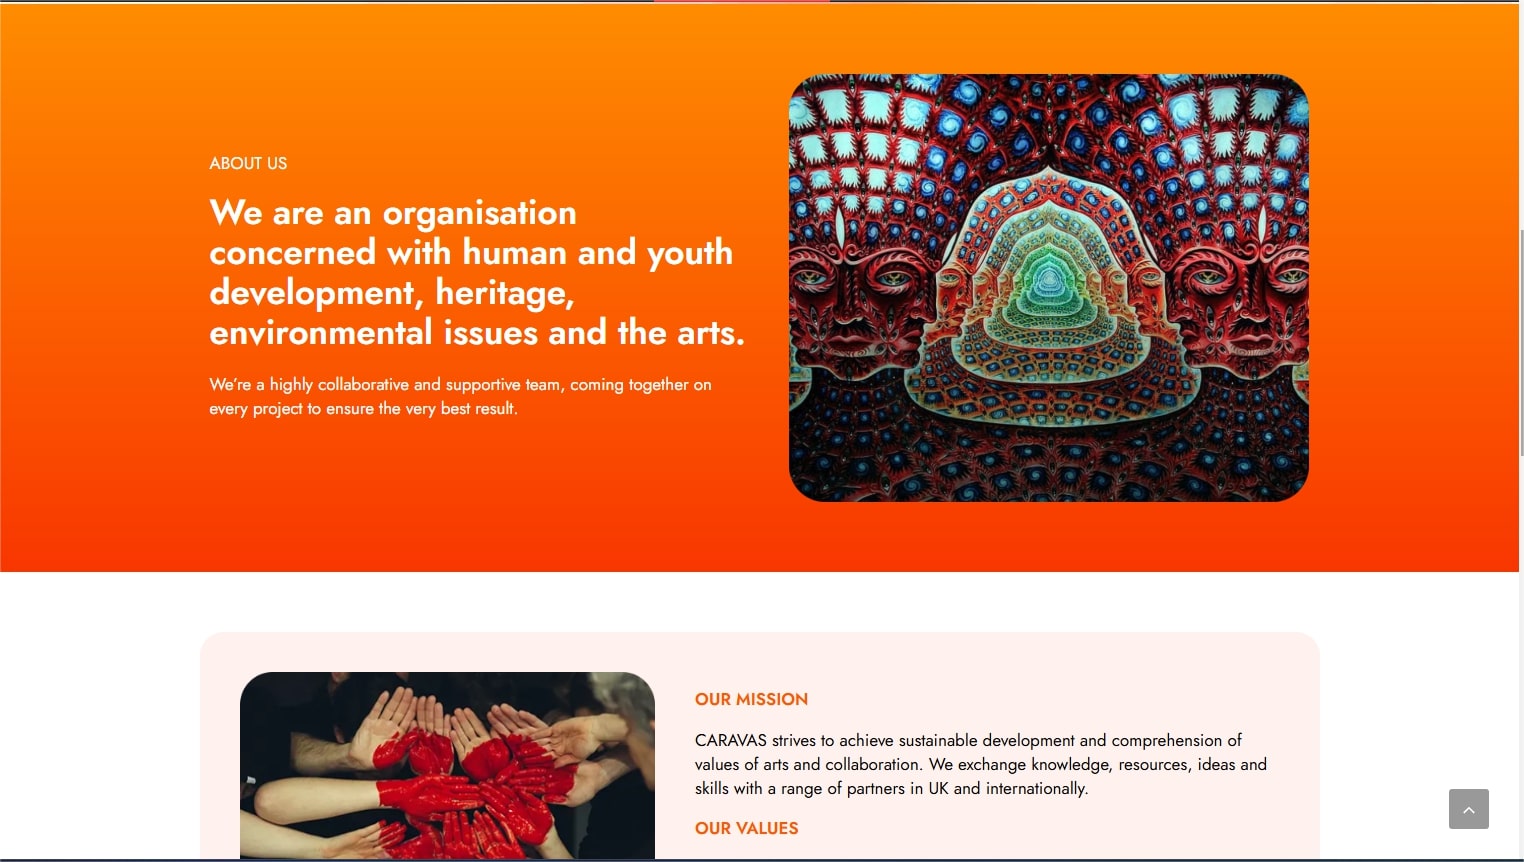 ABOUT US
We are an organisation
concerned with human and youth
development, heritage,
environmental issues and the arts.
We're a highly collaborative and supportive team, coming together on
every project to ensure the very best result.
OUR MISSION
CARAVAS strives to achieve sustainable development and comprehension of
values of arts and collaboration. We exchange knowledge, resources, ideas and
skills with a range of partners in UK and internationally.
OUR VALUES